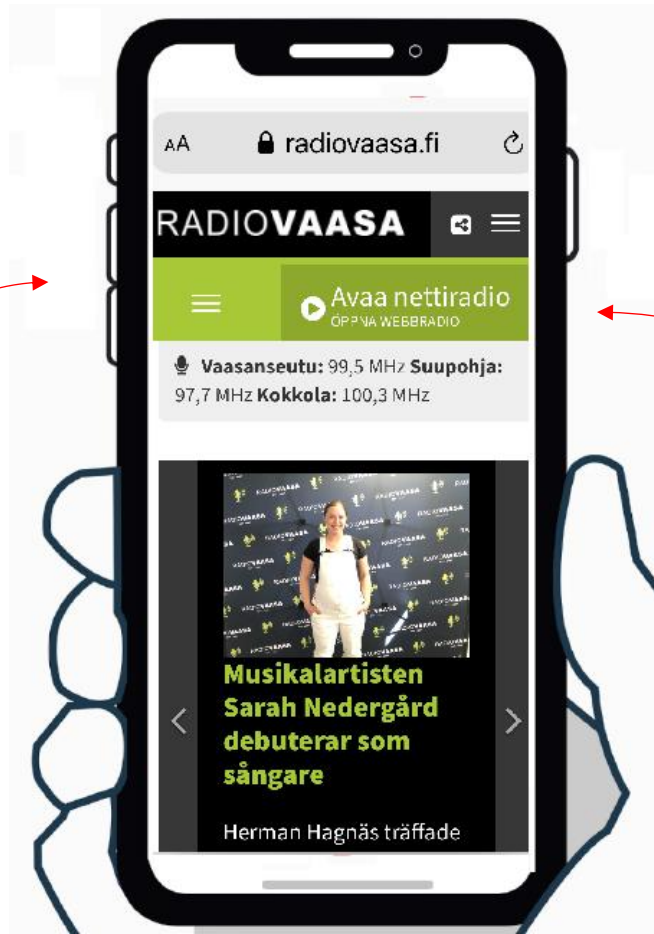 AA radiovaasa.fi
RADIOVAASA
Avaa nettiradio
ÖPPNA WEBBRADIO
Vaasanseutu: 99,5 MHz Suupohja:
97,7 MHz Kokkola: 100,3 MHz
Musikalartisten
Sarah Nedergård
debuterar som
sångare
Herman Hagnäs träffade